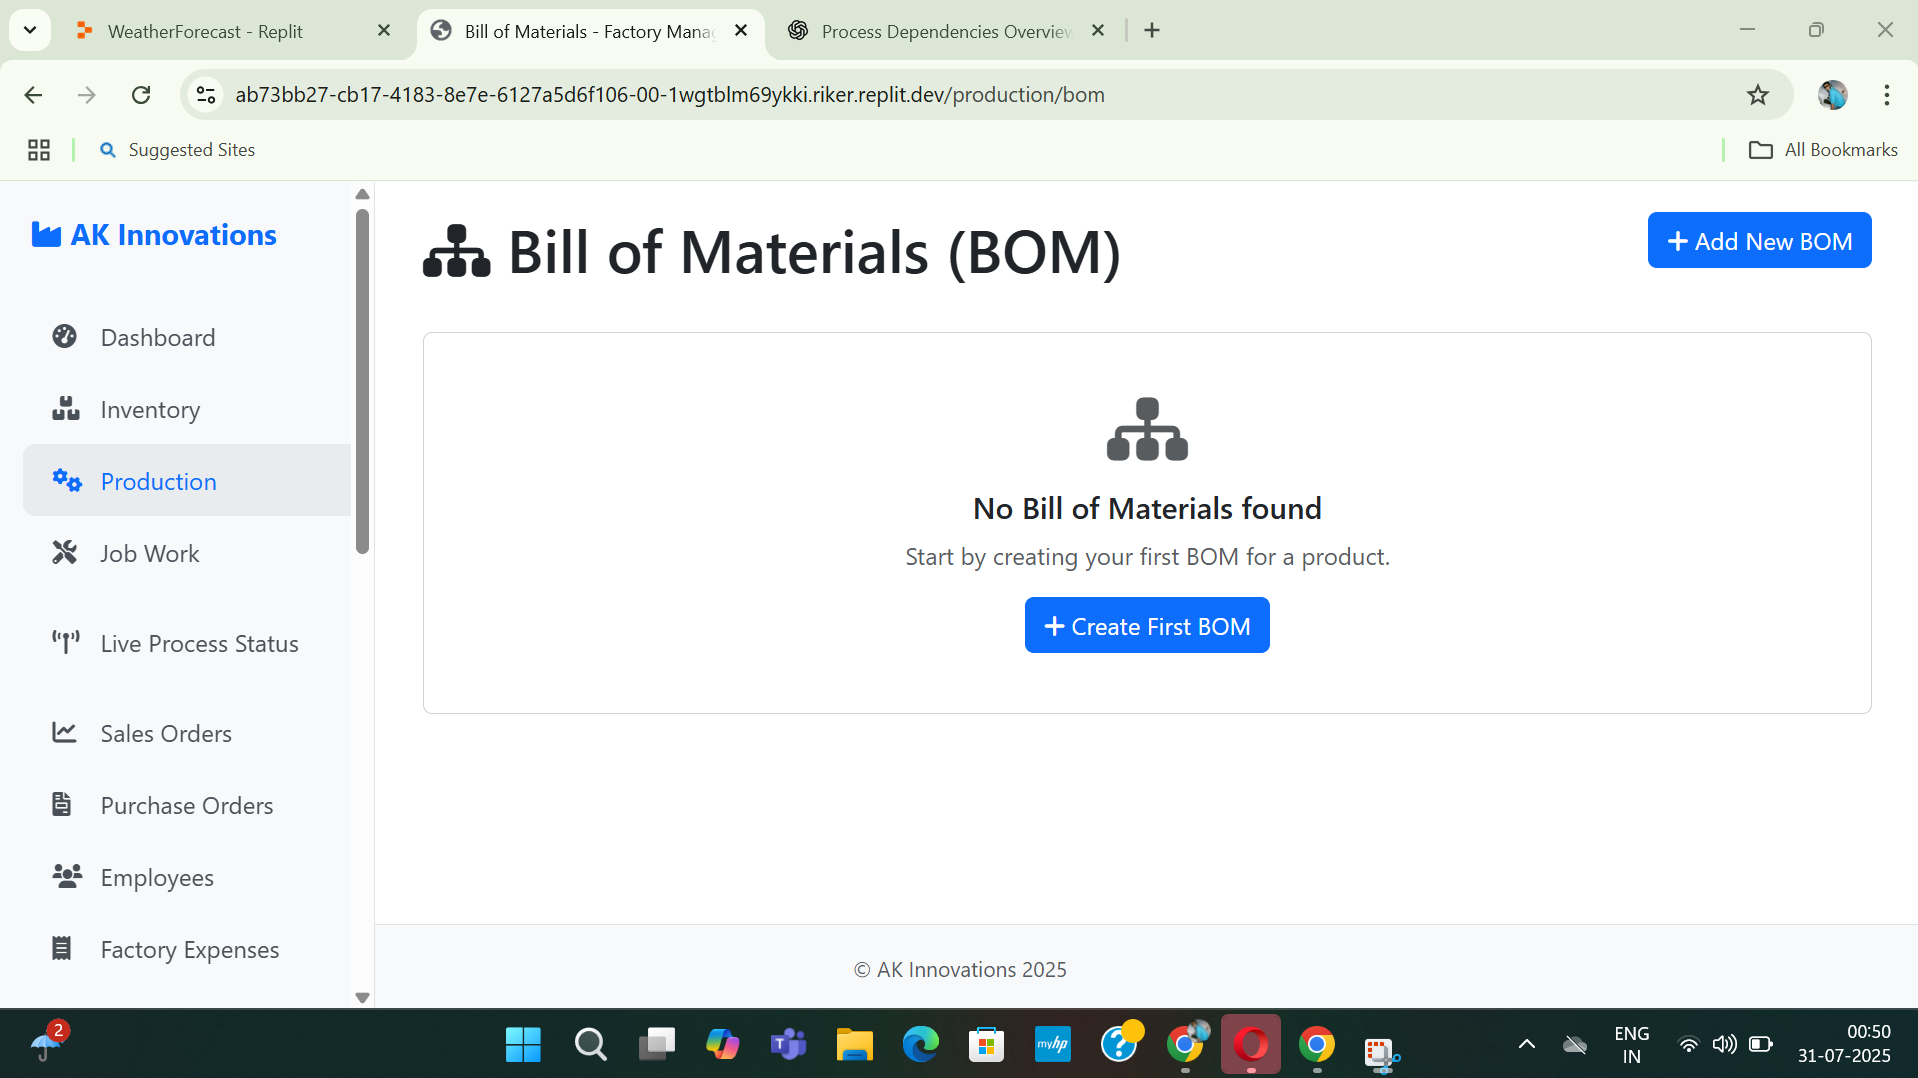 WeatherForecast - Replit
Bill of Materials - Factory Mana
Process Dependencies Overview
ab73bb27-cb17-4183-8e7e-6127a5d6f106-00-1wgtblm69ykki.riker.replit.dev/production/bom
Suggested Sites
All Bookmarks
AK Innovations
Dashboard
Inventory
Production
Job Work
Live Process Status
Sales Orders
Purchase Orders
Employees
Factory Expenses
Bill of Materials (BOM)
+ Add New BOM
No Bill of Materials found
Start by creating your first BOM for a product.
+ Create First BOM
© AK Innovations 2025
2
myhp
ENG
IN
00:50
31-07-2025